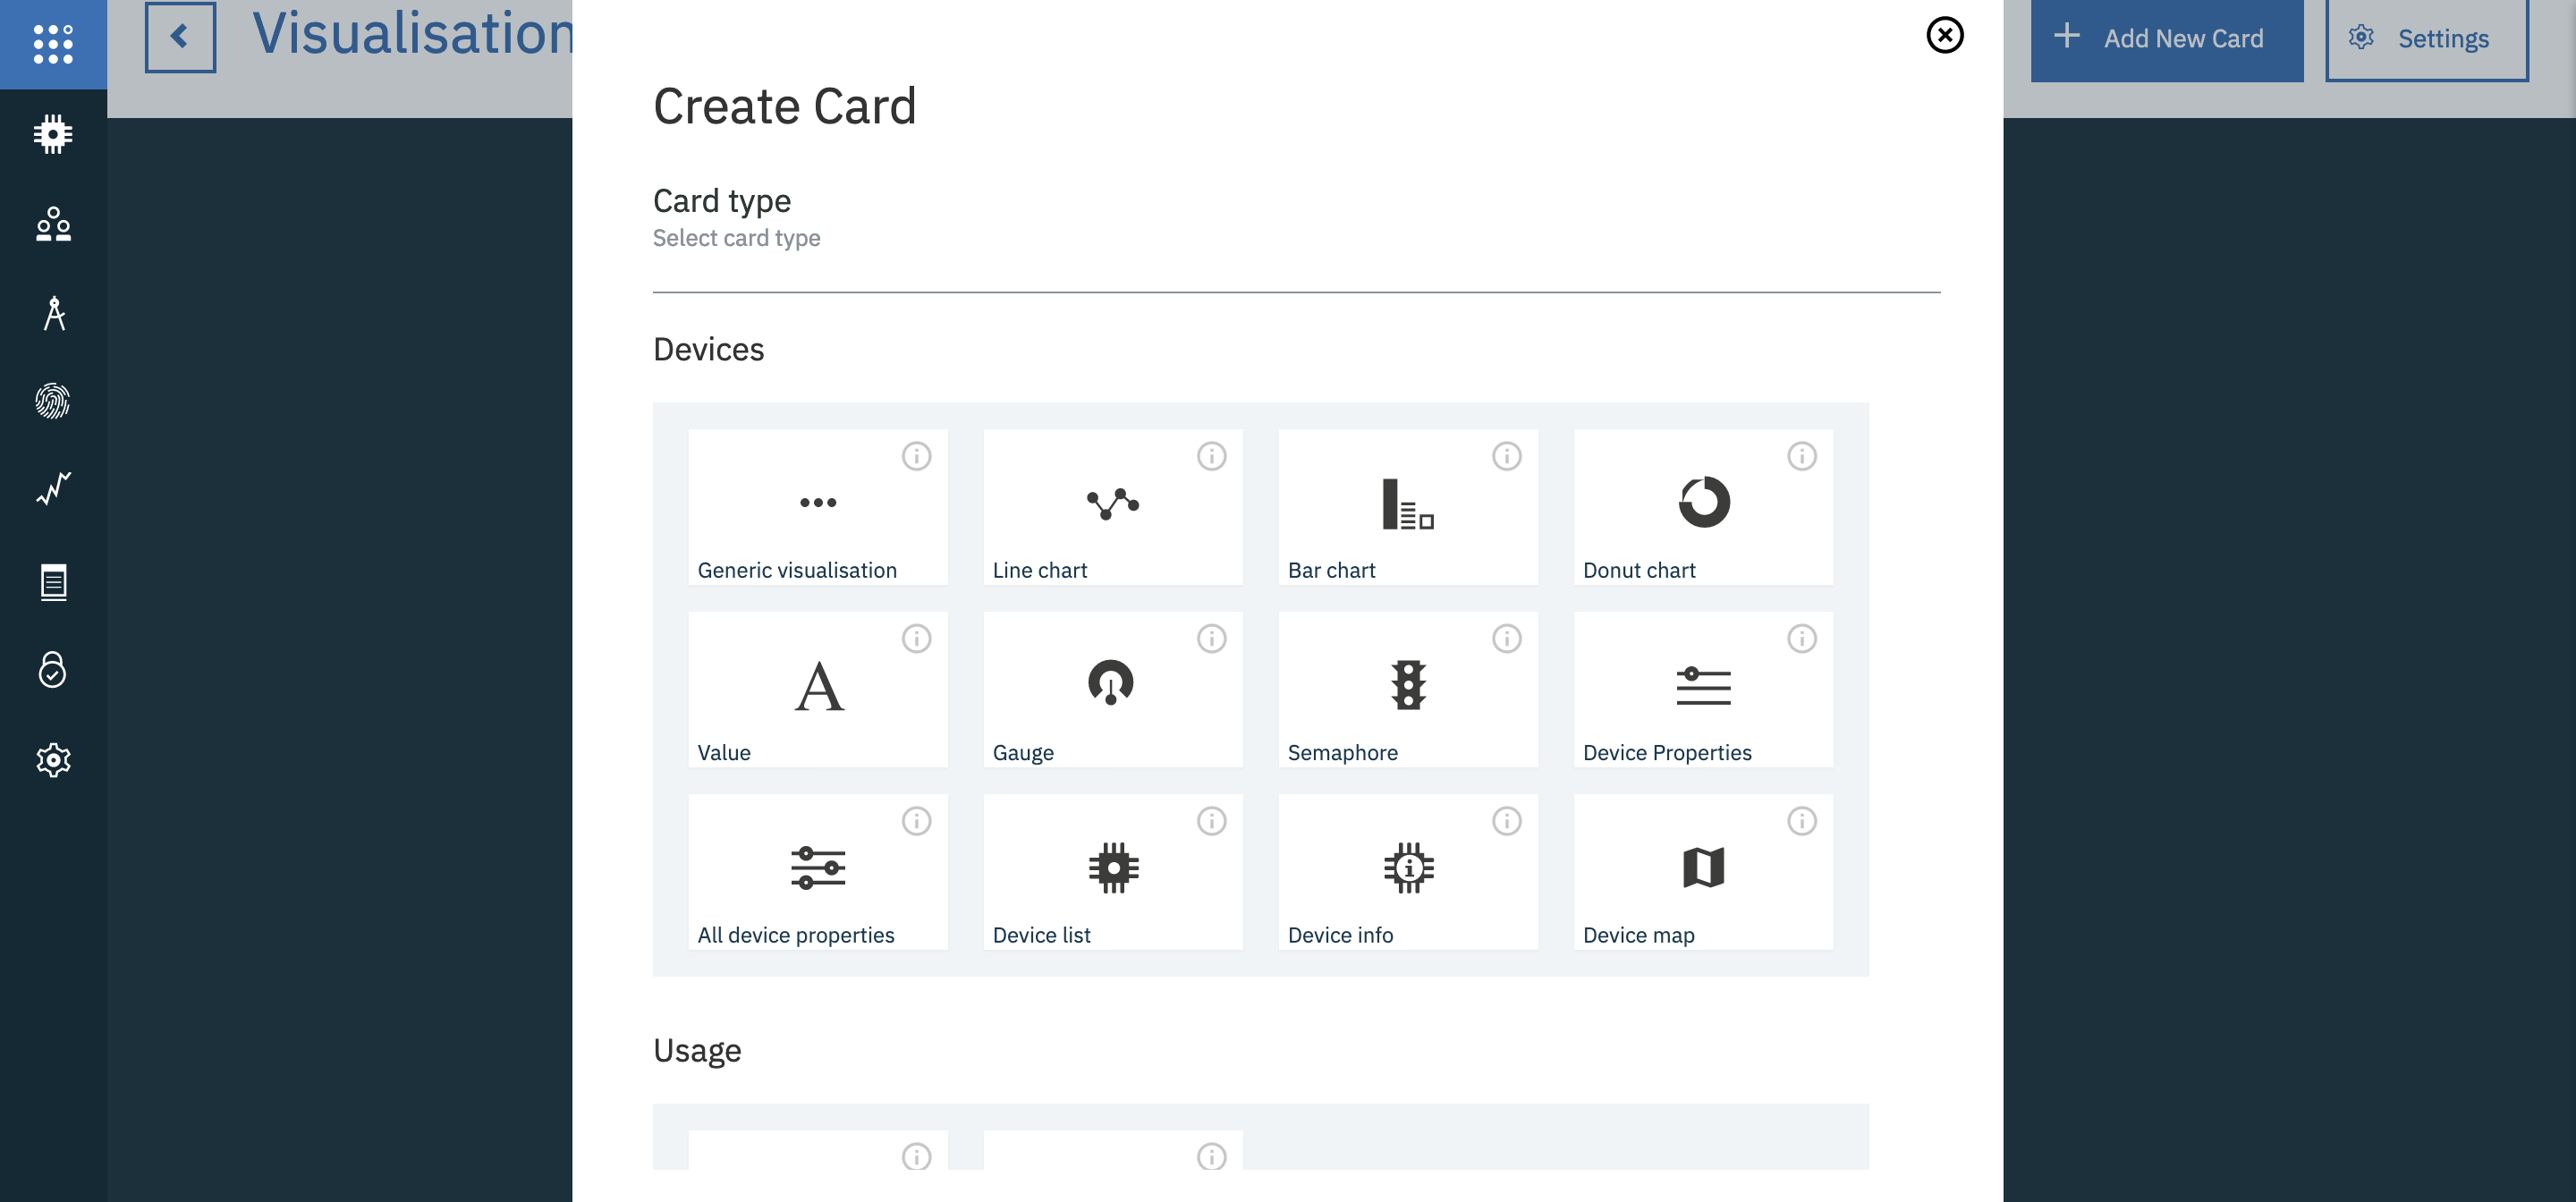 Visualisation
Add New Card
Settings
Create Card
Card type
Select card type
Devices
Generic visualisation
Line chart
Bar chart
Donut chart
Value
Gauge
Semaphore
Device Properties
All device properties
Device list
Device info
Device map
Usage